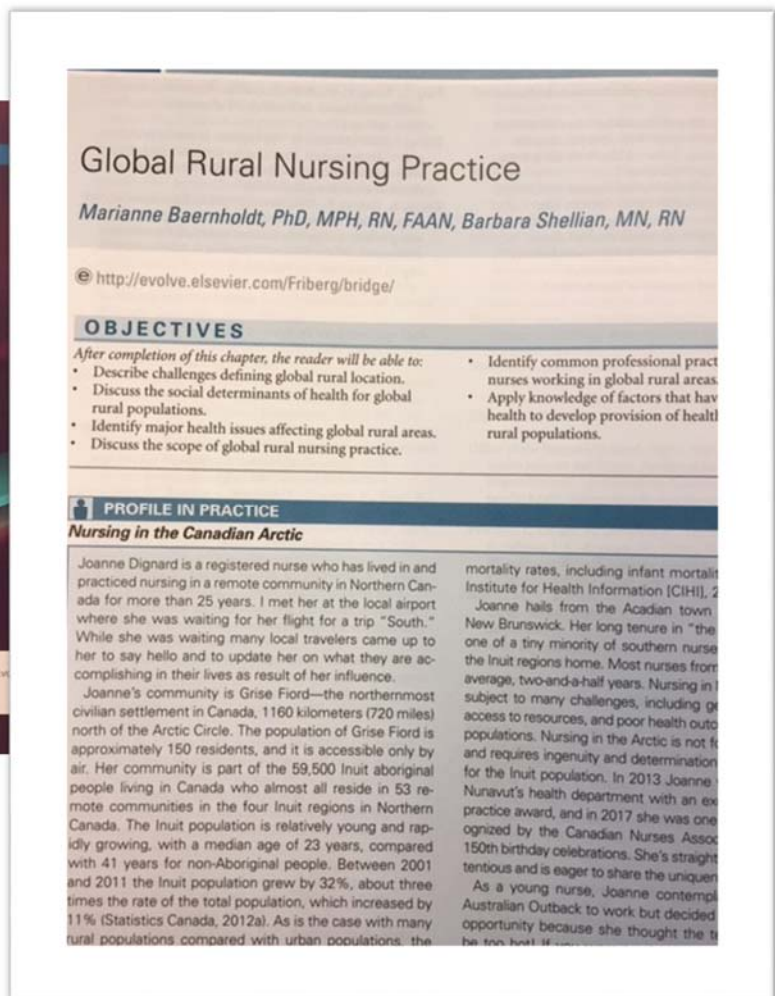 Global Rural Nursing Practice
Marianne Baernholdt, PhD, MPH, RN, FAAN, Barbara Shellian, MN, RN
e http://evolve.elsevier.com/Friberg/bridge/
OBJECTIVES
After completion of this chapter, the reader will be able to:
• Describe challenges defining global rural location.
• Discuss the social determinants of health for global
rural populations.
• Identify major health issues affecting global rural areas.
• Discuss the scope of global rural nursing practice.
• Identify common professional pract
nurses working in global rural areas.
• Apply knowledge of factors that hav
health to develop provision of healt
rural populations.
PROFILE IN PRACTICE
Nursing in the Canadian Arctic
Joanne Dignard is a registered nurse who has lived in and
practiced nursing in a remote community in Northern Can-
ada for more than 25 years. I met her at the local airport
where she was waiting for her flight for a trip "South."
While she was waiting many local travelers came up to
her to say hello and to update her on what they are ac-
complishing in their lives as result of her influence.
Joanne's community is Grise Fiord—the northernmost
civilian settlement in Canada, 1160 kilometers (720 miles)
north of the Arctic Circle. The population of Grise Fiord is
approximately 150 residents, and it is accessible only by
air. Her community is part of the 59,500 Inuit aboriginal
people living in Canada who almost all reside in 53 re-
mote communities in the four Inuit regions in Northern
Canada. The Inuit population is relatively young and rap-
idly growing, with a median age of 23 years, compared
with 41 years for non-Aboriginal people. Between 2001
and 2011 the Inuit population grew by 32%, about three
times the rate of the total population, which increased by
11% (Statistics Canada, 2012a). As is the case with many
rural populations compared with urban populations, the
mortality rates, including infant mortalit
Institute for Health Information [CIHI], 2
Joanne hails from the Acadian town
New Brunswick. Her long tenure in "the
one of a tiny minority of southern nurse
the Inuit regions home. Most nurses from
average, two-and-a-half years. Nursing in
subject to many challenges, including ge
access to resources, and poor health outc
populations. Nursing in the Arctic is not fo
and requires ingenuity and determination
for the Inuit population. In 2013 Joanne
Nunavut's health department with an ex
practice award, and in 2017 she was one
ognized by the Canadian Nurses Assoc
150th birthday celebrations. She's straight
tentious and is eager to share the uniquen
As a young nurse, Joanne contempl
Australian Outback to work but decided
opportunity because she thought the t
be too hot! If